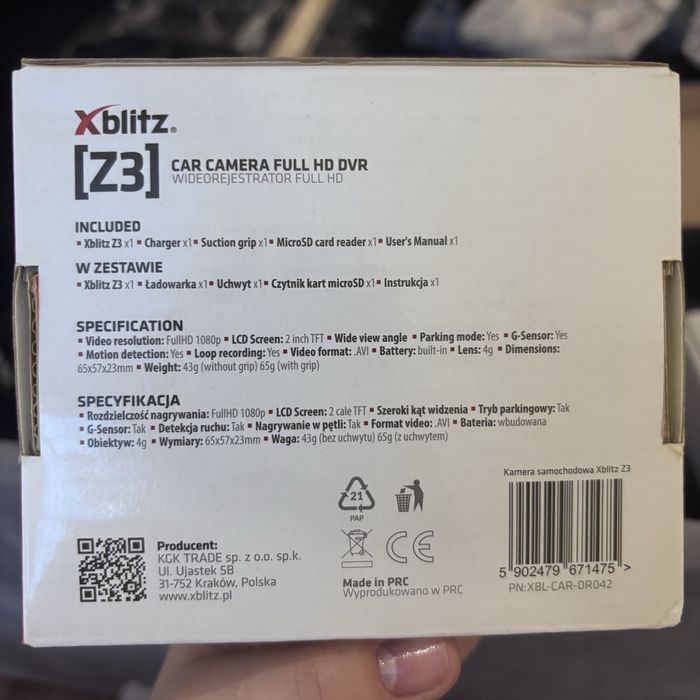 Xblitz®
[Z3]
CAR CAMERA FULL HD DVR
WIDEOREJESTRATOR FULL HD
INCLUDED
▪ Xblitz Z3 x1 ▪ Charger x1 ▪ Suction grip x1 ▪ MicroSD card reader x1 ▪ User's Manual x1
W ZESTAWIE
▪ Xblitz Z3 x1 ▪ Ładowarka x1 ▪ Uchwyt x1 ▪ Czytnik kart microSD x1 ▪ Instrukcja x1
SPECIFICATION
▪ Video resolution: FullHD 1080p ▪ LCD Screen: 2 inch TFT ▪ Wide view angle ▪ Parking mode: Yes ▪ G-Sensor: Yes
▪ Motion detection: Yes ▪ Loop recording: Yes ▪ Video format: .AVI ▪ Battery: built-in ▪ Lens: 4g ▪ Dimensions:
65x57x23mm ▪ Weight: 43g (without grip) 65g (with grip)
SPECYFIKACJA
▪ Rozdzielczość nagrywania: FullHD 1080p ▪ LCD Screen: 2 cale TFT ▪ Szeroki kąt widzenia ▪ Tryb parkingowy: Tak
▪ G-Sensor: Tak ▪ Detekcja ruchu: Tak ▪ Nagrywanie w pętli: Tak ▪ Format video: .AVI ▪ Bateria: wbudowana
▪ Obiektyw: 4g ▪ Wymiary: 65x57x23mm ▪ Waga: 43g (bez uchwytu) 65g (z uchwytem)
Kamera samochodowa Xblitz Z3
21
PAP
CE
Producent:
KGK TRADE sp. z o.o. sp.k.
Ul. Ujastek 5B
31-752 Kraków, Polska
www.xblitz.pl
Made in PRC
Wyprodukowano w PRC
5 902479 671475 >
PN:XBL-CAR-DR042